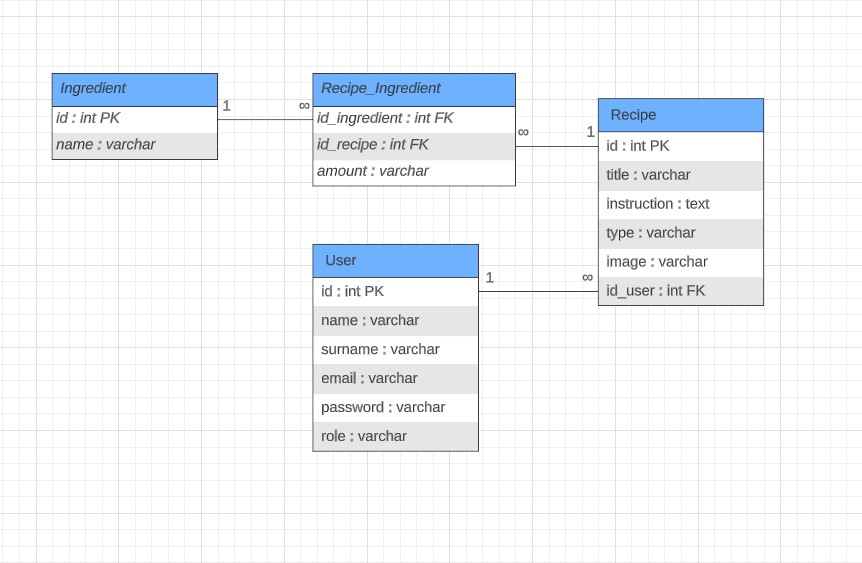 Ingredient
id : int PK
name : varchar
1
∞
Recipe_Ingredient
id_ingredient : int FK
id_recipe : int FK
amount : varchar
∞
1
Recipe
id : int PK
title : varchar
instruction : text
type : varchar
image : varchar
id_user : int FK
User
id : int PK
name : varchar
surname : varchar
email : varchar
password : varchar
role : varchar
1
∞